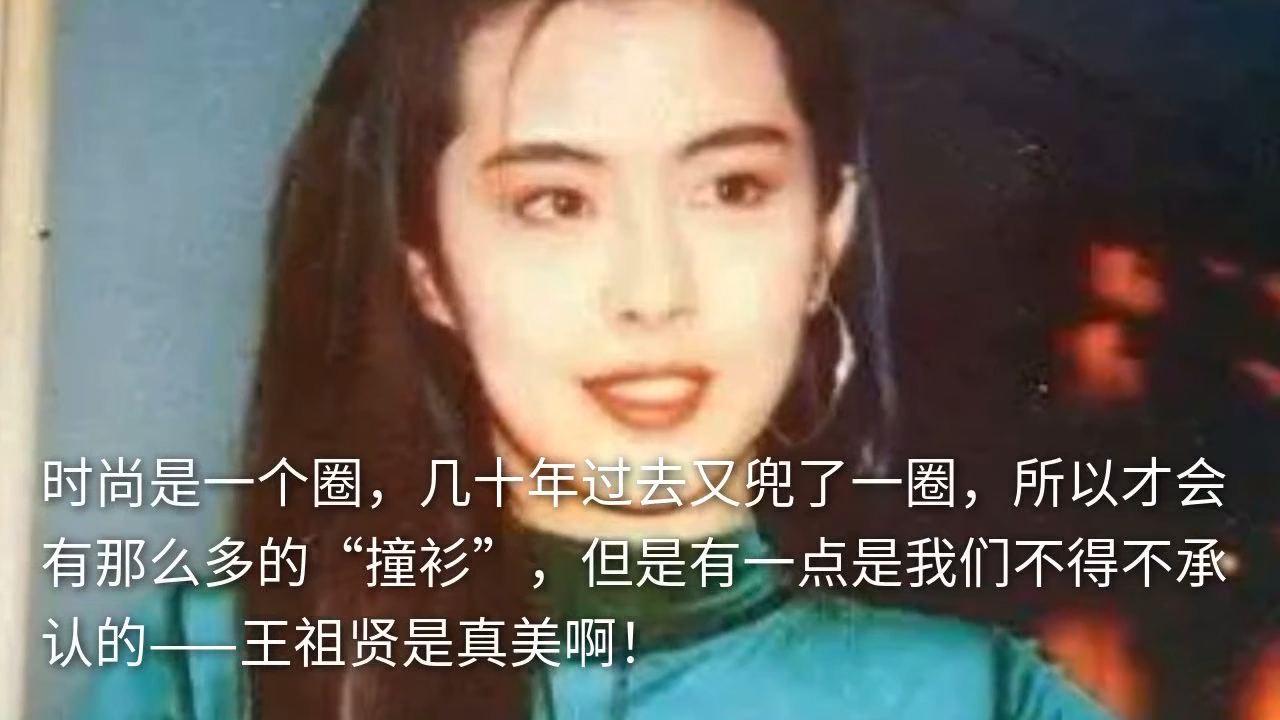 时尚是一个圈，几十年过去又兜了一圈，所以才会
有那么多的“撞衫”，但是有一点是我们不得不承
认的——王祖贤是真美啊！